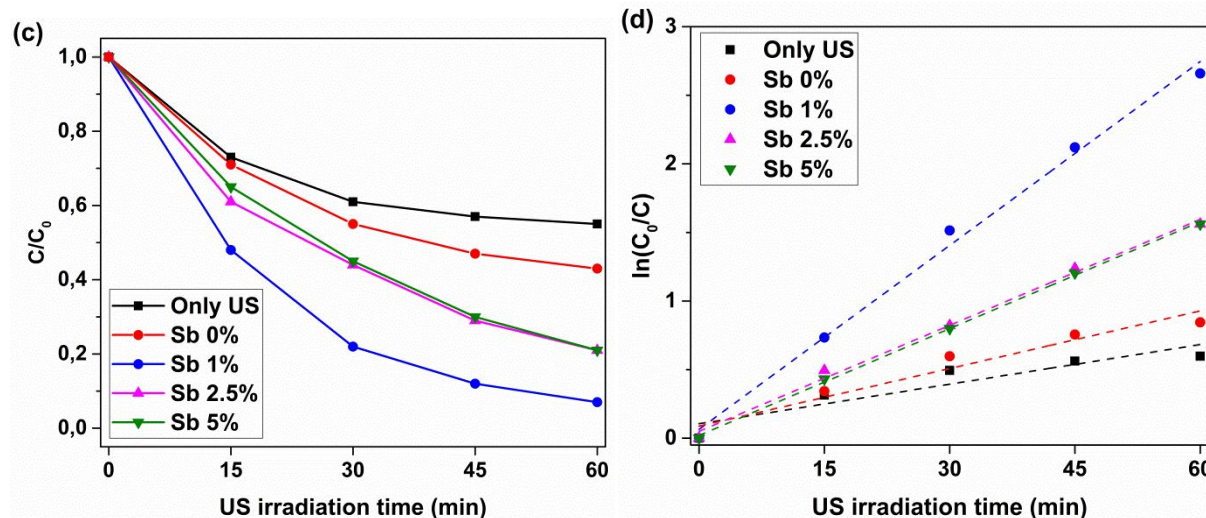 (c)
1,0
0,8
0,6
0,4
0,2
0,0
C/C₀
Only US
Sb 0%
Sb 1%
Sb 2.5%
Sb 5%
0 15 30 45 60
US irradiation time (min)
(d)
3
2
1
0
ln(C₀/C)
Only US
Sb 0%
Sb 1%
Sb 2.5%
Sb 5%
0 15 30 45 60
US irradiation time (min)